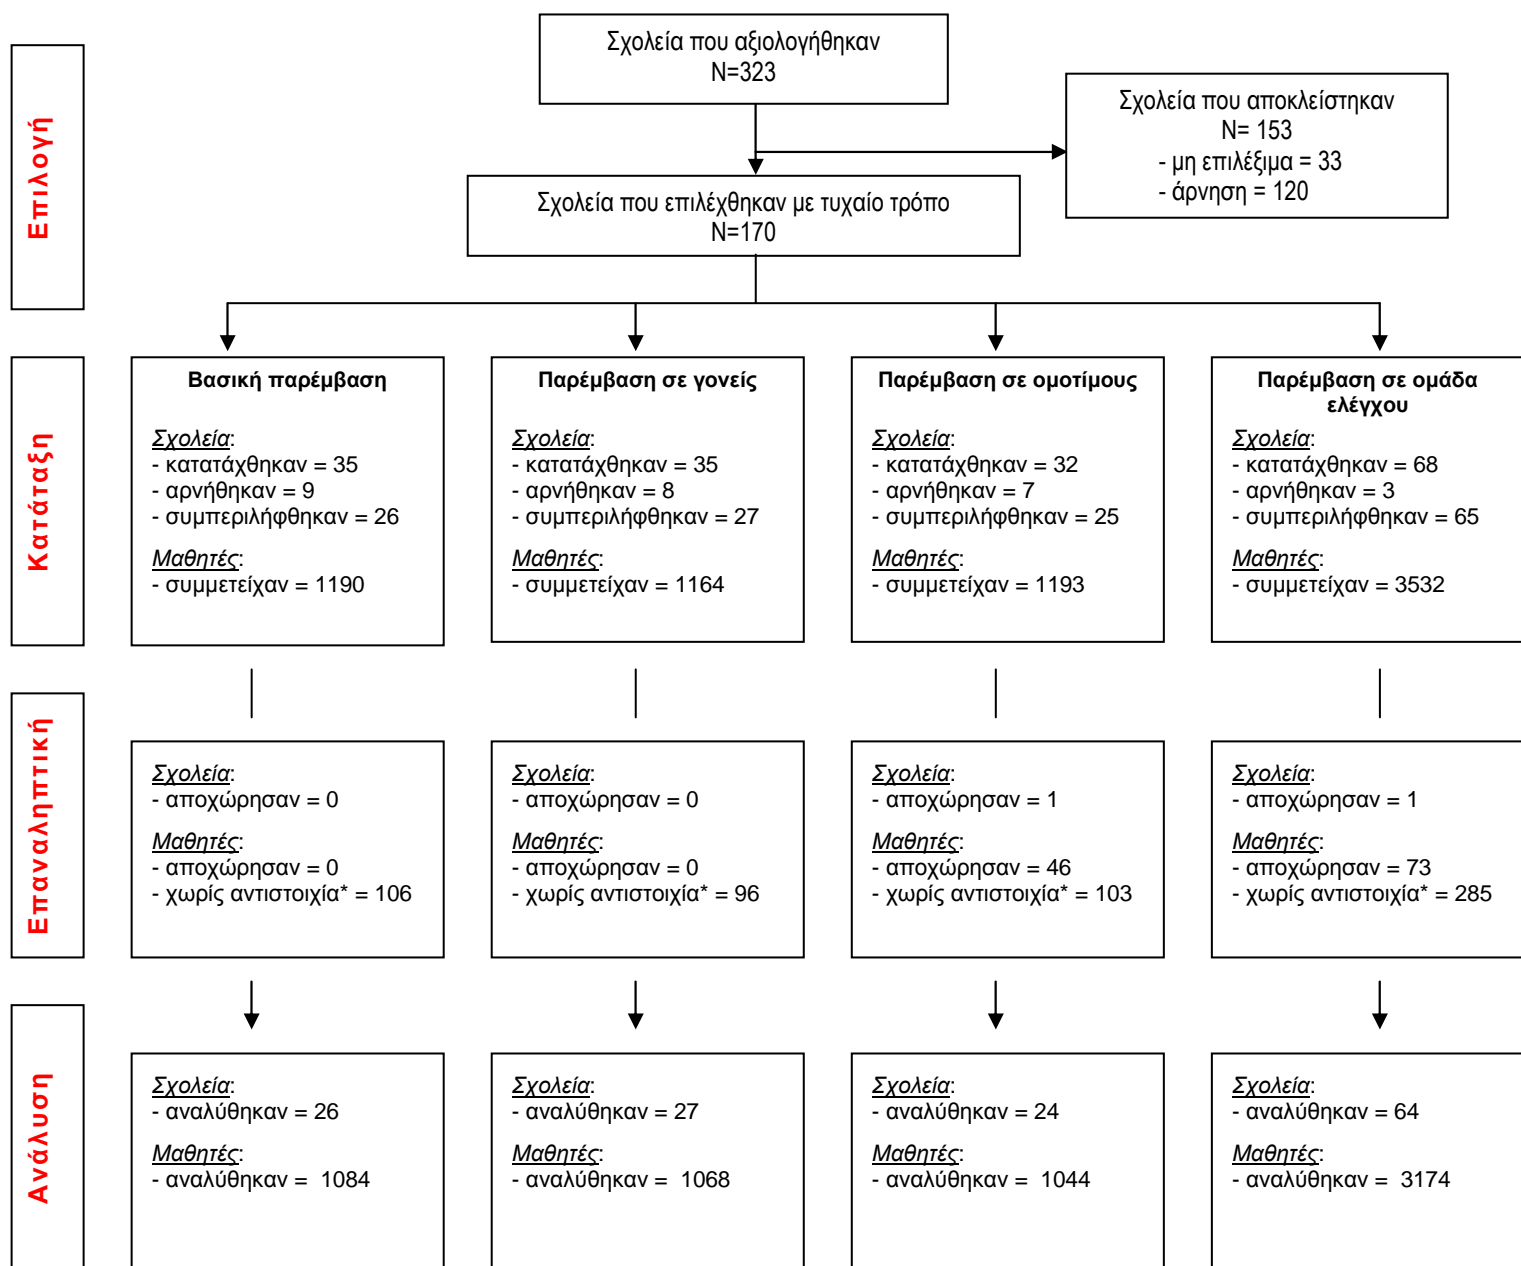 Σχολεία που αξιολογήθηκαν
N=323
Σχολεία που αποκλείστηκαν
N= 153
- μη επιλέξιμα = 33
- άρνηση = 120
Σχολεία που επιλέχθηκαν με τυχαίο τρόπο
N=170
Επιλογή
Κατάταξη
Βασική παρέμβαση
Σχολεία:
- κατατάχθηκαν = 35
- αρνήθηκαν = 9
- συμπεριλήφθηκαν = 26
Μαθητές:
- συμμετείχαν = 1190
Παρέμβαση σε γονείς
Σχολεία:
- κατατάχθηκαν = 35
- αρνήθηκαν = 8
- συμπεριλήφθηκαν = 27
Μαθητές:
- συμμετείχαν = 1164
Παρέμβαση σε ομοτίμους
Σχολεία:
- κατατάχθηκαν = 32
- αρνήθηκαν = 7
- συμπεριλήφθηκαν = 25
Μαθητές:
- συμμετείχαν = 1193
Παρέμβαση σε ομάδα
ελέγχου
Σχολεία:
- κατατάχθηκαν = 68
- αρνήθηκαν = 3
- συμπεριλήφθηκαν = 65
Μαθητές:
- συμμετείχαν = 3532
Επαναληπτική
Σχολεία:
- αποχώρησαν = 0
Μαθητές:
- αποχώρησαν = 0
- χωρίς αντιστοιχία* = 106
Σχολεία:
- αποχώρησαν = 0
Μαθητές:
- αποχώρησαν = 0
- χωρίς αντιστοιχία* = 96
Σχολεία:
- αποχώρησαν = 1
Μαθητές:
- αποχώρησαν = 46
- χωρίς αντιστοιχία* = 103
Σχολεία:
- αποχώρησαν = 1
Μαθητές:
- αποχώρησαν = 73
- χωρίς αντιστοιχία* = 285
Ανάλυση
Σχολεία:
- αναλύθηκαν = 26
Μαθητές:
- αναλύθηκαν = 1084
Σχολεία:
- αναλύθηκαν = 27
Μαθητές:
- αναλύθηκαν = 1068
Σχολεία:
- αναλύθηκαν = 24
Μαθητές:
- αναλύθηκαν = 1044
Σχολεία:
- αναλύθηκαν = 64
Μαθητές:
- αναλύθηκαν = 3174